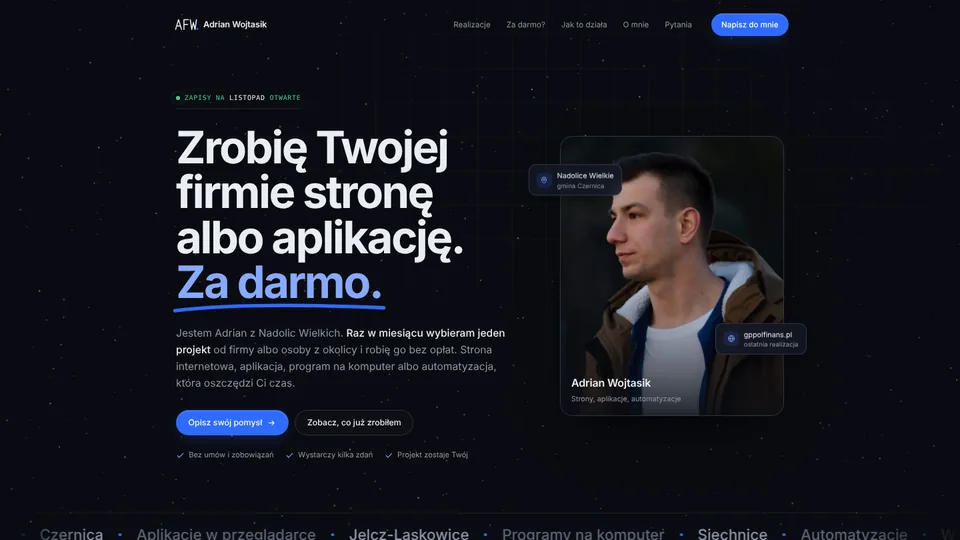 AFW. Adrian Wojtasik
Realizacje Za darmo? Jak to działa O mnie Pytania Napisz do mnie
ZAPISY NA LISTOPAD OTWARTE
Zrobię Twojej
firmie stronę
albo aplikację.
Za darmo.
Jestem Adrian z Nadolic Wielkich. Raz w miesiącu wybieram jeden
projekt od firmy albo osoby z okolicy i robię go bez opłat. Strona
internetowa, aplikacja, program na komputer albo automatyzacja,
która oszczędzi Ci czas.
Opisz swój pomysł → Zobacz, co już zrobiłem
Bez umów i zobowiązań Wystarczy kilka zdań Projekt zostaje Twój
Nadolice Wielkie
gmina Czernica
gppolfinans.pl
ostatnia realizacja
Adrian Wojtasik
Strony, aplikacje, automatyzacje
Czernica • Aplikacje w przeglądarce • Jelcz-Laskowice • Programy na komputer • Siechnice • Automatyzacje